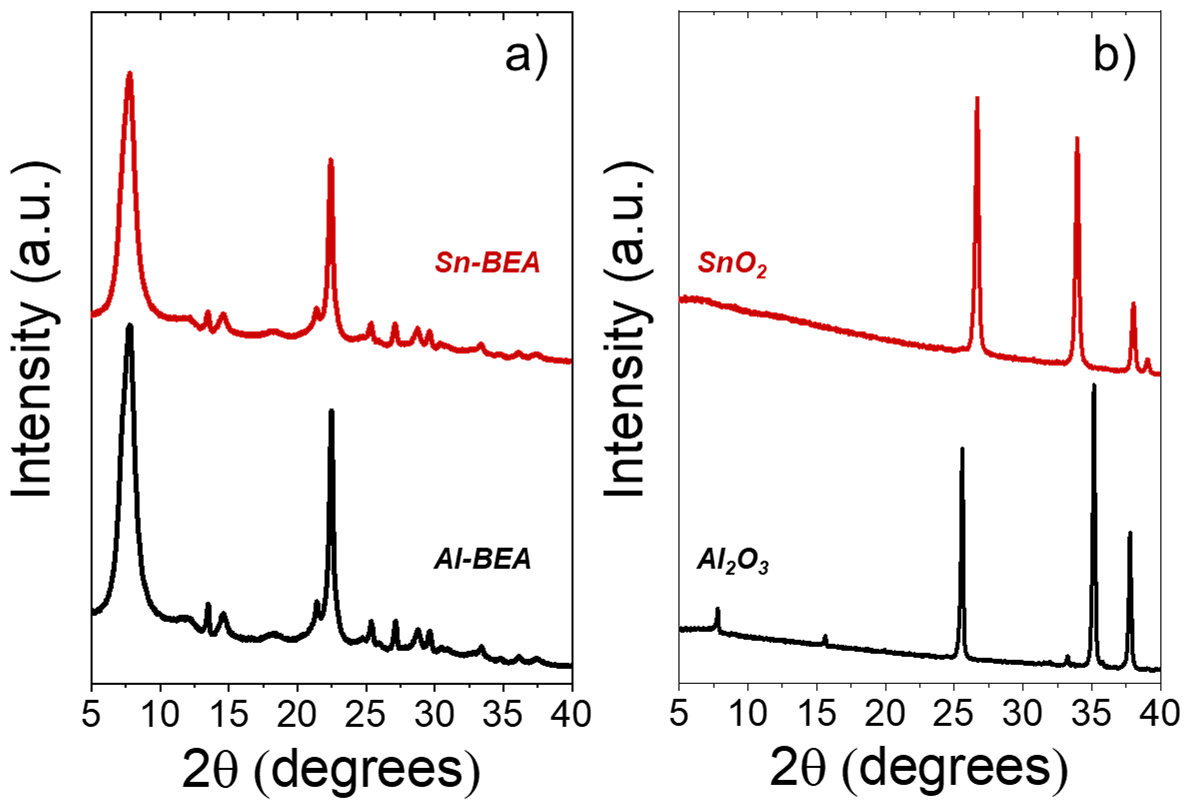 a)
Intensity (a.u.)
Sn-BEA
Al-BEA
5 10 15 20 25 30 35 40
2θ (degrees)
b)
Intensity (a.u.)
SnO₂
Al₂O₃
5 10 15 20 25 30 35 40
2θ (degrees)